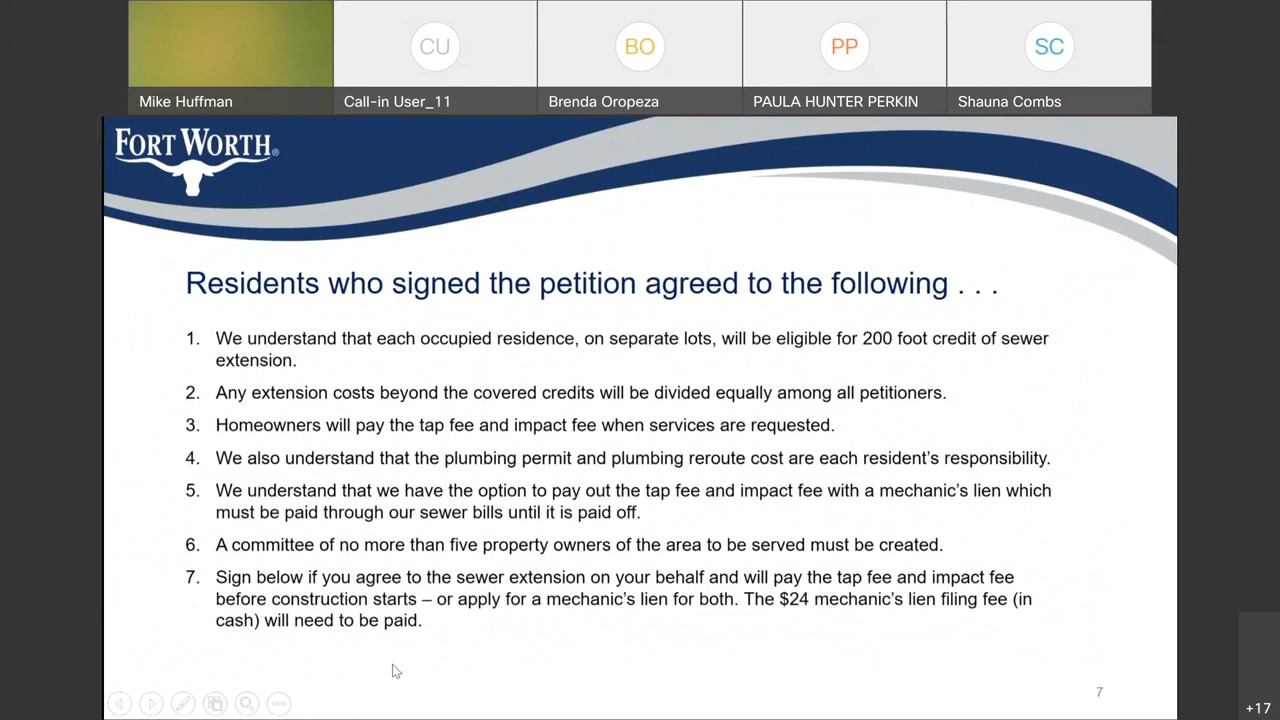 CU
BO
PP
SC
Mike Huffman
Call-in User_11
Brenda Oropeza
PAULA HUNTER PERKIN
Shauna Combs
FORT WORTH®
Residents who signed the petition agreed to the following . . .
1. We understand that each occupied residence, on separate lots, will be eligible for 200 foot credit of sewer
extension.
2. Any extension costs beyond the covered credits will be divided equally among all petitioners.
3. Homeowners will pay the tap fee and impact fee when services are requested.
4. We also understand that the plumbing permit and plumbing reroute cost are each resident’s responsibility.
5. We understand that we have the option to pay out the tap fee and impact fee with a mechanic’s lien which
must be paid through our sewer bills until it is paid off.
6. A committee of no more than five property owners of the area to be served must be created.
7. Sign below if you agree to the sewer extension on your behalf and will pay the tap fee and impact fee
before construction starts – or apply for a mechanic’s lien for both. The $24 mechanic’s lien filing fee (in
cash) will need to be paid.
7
+17